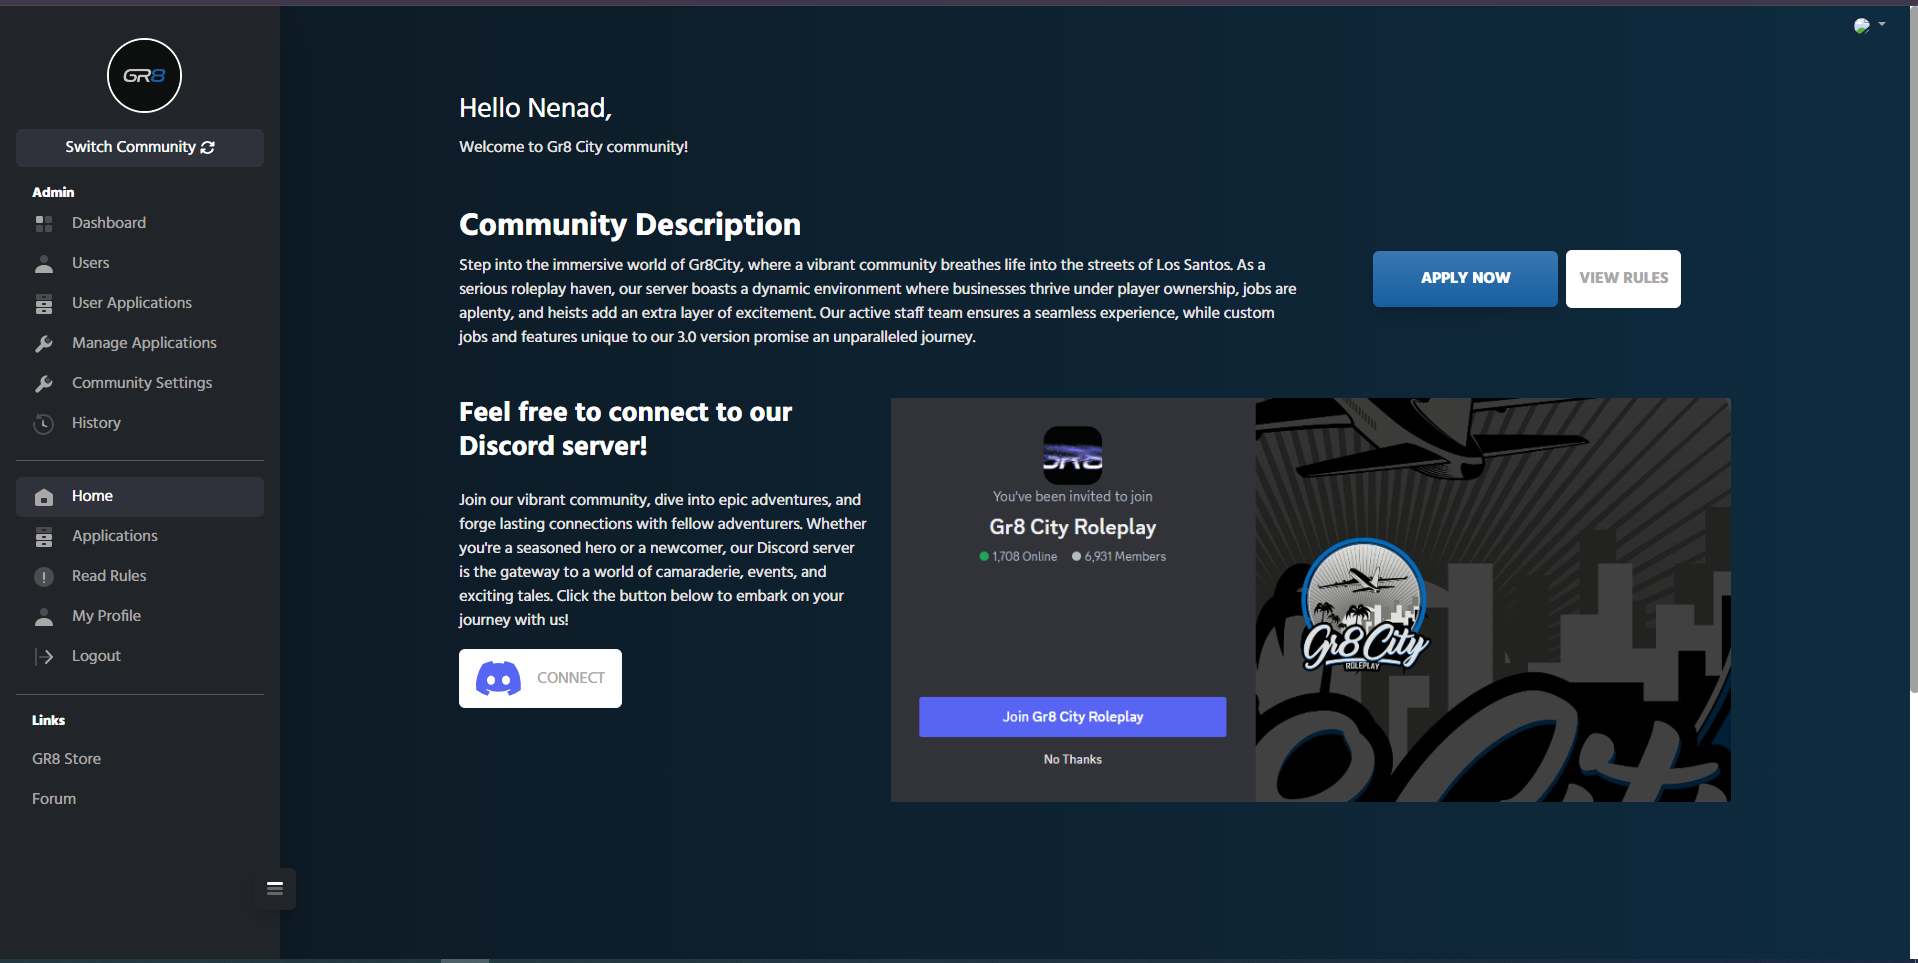 GR8
Switch Community
Admin
Dashboard
Users
User Applications
Manage Applications
Community Settings
History
Home
Applications
Read Rules
My Profile
Logout
Links
GR8 Store
Forum
Hello Nenad,
Welcome to Gr8 City community!
Community Description
Step into the immersive world of Gr8City, where a vibrant community breathes life into the streets of Los Santos. As a
serious roleplay haven, our server boasts a dynamic environment where businesses thrive under player ownership, jobs are
aplenty, and heists add an extra layer of excitement. Our active staff team ensures a seamless experience, while custom
jobs and features unique to our 3.0 version promise an unparalleled journey.
APPLY NOW
VIEW RULES
Feel free to connect to our
Discord server!
Join our vibrant community, dive into epic adventures, and
forge lasting connections with fellow adventurers. Whether
you're a seasoned hero or a newcomer, our Discord server
is the gateway to a world of camaraderie, events, and
exciting tales. Click the button below to embark on your
journey with us!
CONNECT
GR8
You've been invited to join
Gr8 City Roleplay
1,708 Online
6,931 Members
Join Gr8 City Roleplay
No Thanks
Gr8 City
ROLEPLAY